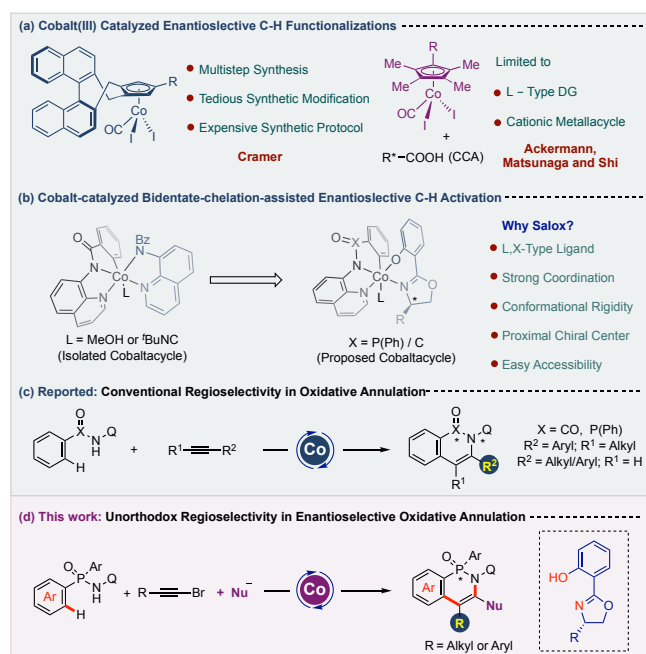 (a) Cobalt(III) Catalyzed Enantioslective C-H Functionalizations
R
Co
OC
I
I
Multistep Synthesis
Tedious Synthetic Modification
Expensive Synthetic Protocol
Cramer
R
Me
Me
Me
Me
Co
OC
I
I
+
R*-COOH (CCA)
Limited to
L – Type DG
Cationic Metallacycle
Ackermann,
Matsunaga and Shi
(b) Cobalt-catalyzed Bidentate-chelation-assisted Enantioslective C-H Activation
O
Bz
N
N
Co
N
N
L
L = MeOH or ᵗBuNC
(Isolated Cobaltacycle)
O
X
N
O
Co
N
N
O
L
*
R
X = P(Ph) / C
(Proposed Cobaltacycle)
Why Salox?
L,X-Type Ligand
Strong Coordination
Conformational Rigidity
Proximal Chiral Center
Easy Accessibility
(c) Reported: Conventional Regioselectivity in Oxidative Annulation
O
X
N
H
Q
H
+
R¹
R²
Co
O
X
*
N
*
Q
R²
R¹
X = CO, P(Ph)
R² = Aryl; R¹ = Alkyl
R² = Alkyl/Aryl; R¹ = H
(d) This work: Unorthodox Regioselectivity in Enantioselective Oxidative Annulation
Ar
O
P
N
H
Q
Ar
H
+ R
Br
+ Nu⁻
Co
O
Ar
P
*
N
Q
Ar
Nu
R
R = Alkyl or Aryl
HO
N
O
R